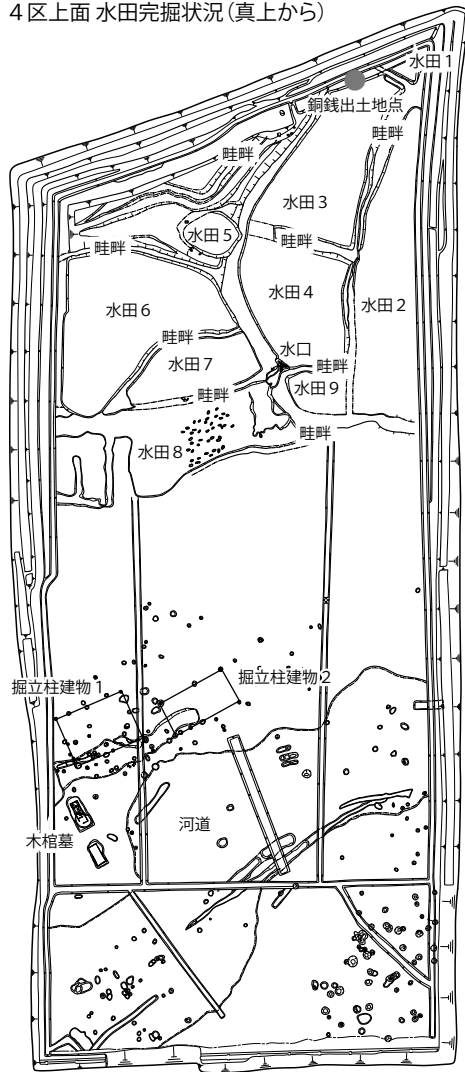 4区上面 水田完掘状況(真上から)
水田1
銅銭出土地点
畦畔
畦畔
水田3
水田5
畦畔
畦畔
水田6
水田4
水田2
畦畔
水口
水田7
畦畔
畦畔
水田9
水田8
畦畔
掘立柱建物1
掘立柱建物2
木棺墓
河道